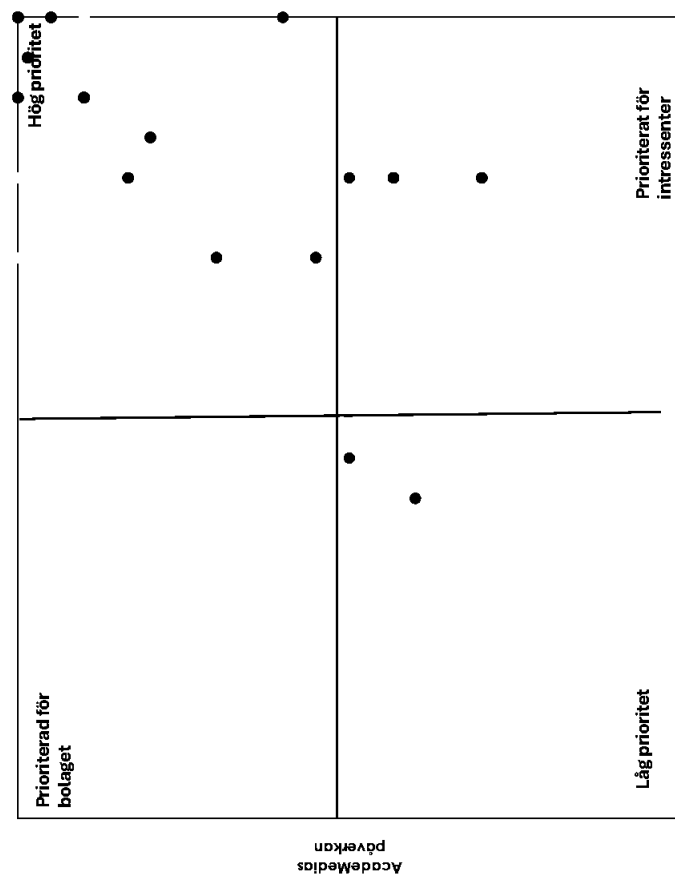 Hög prioritet
Prioriterat för
intressenter
Prioriterad för
bolaget
Låg prioritet
AcadeMedias
påverkan